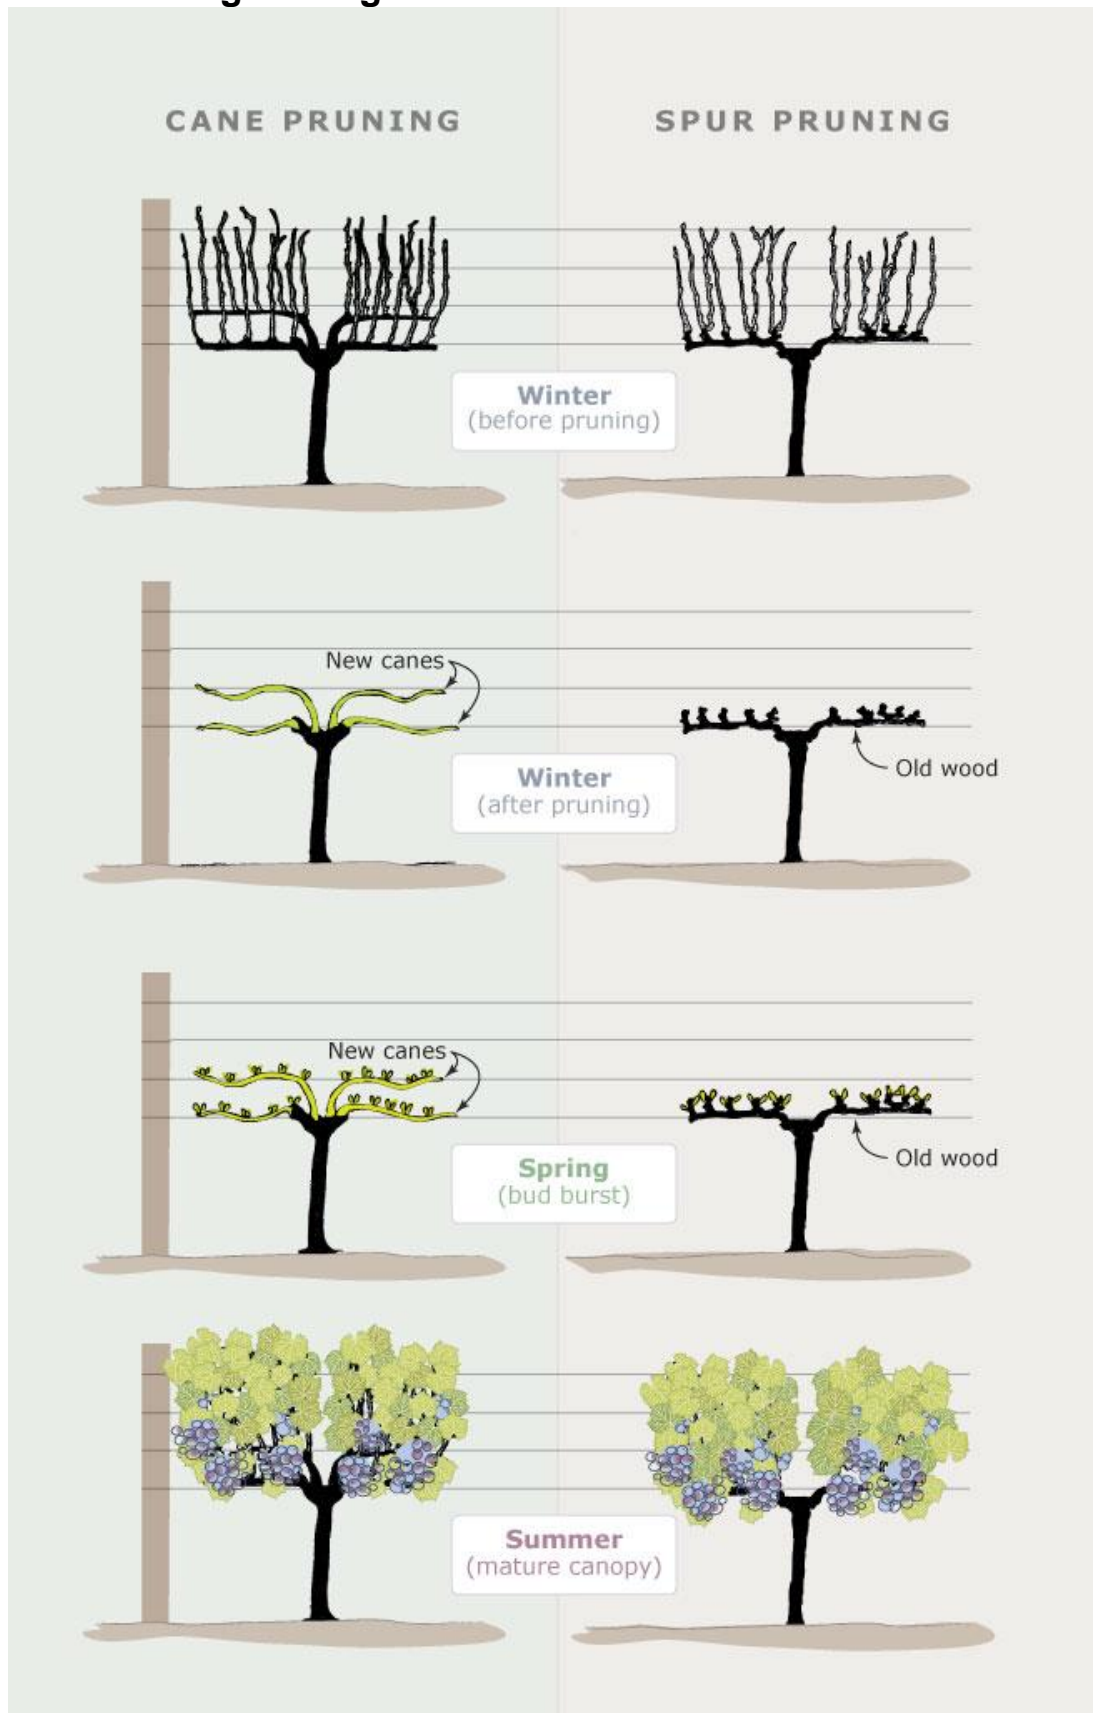 CANE PRUNING
SPUR PRUNING
Winter
(before pruning)
New canes
Winter
(after pruning)
Old wood
New canes
Spring
(bud burst)
Old wood
Summer
(mature canopy)